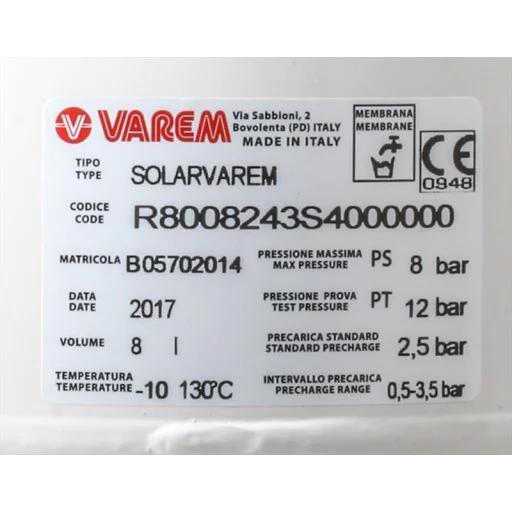 VAREM
Via Sabbioni, 2
Bovolenta (PD) ITALY
MADE IN ITALY
MEMBRANA
MEMBRANE
CE
0948
TIPO
TYPE
SOLARVAREM
CODICE
CODE
R8008243S4000000
MATRICOLA B05702014
PRESSIONE MASSIMA
MAX PRESSURE
PS 8 bar
DATA
DATE
2017
PRESSIONE PROVA
TEST PRESSURE
PT 12 bar
VOLUME 8 l
PRECARICA STANDARD
STANDARD PRECHARGE
2,5 bar
TEMPERATURA
TEMPERATURE
-10 130°C
INTERVALLO PRECARICA
PRECHARGE RANGE
0,5-3,5 bar